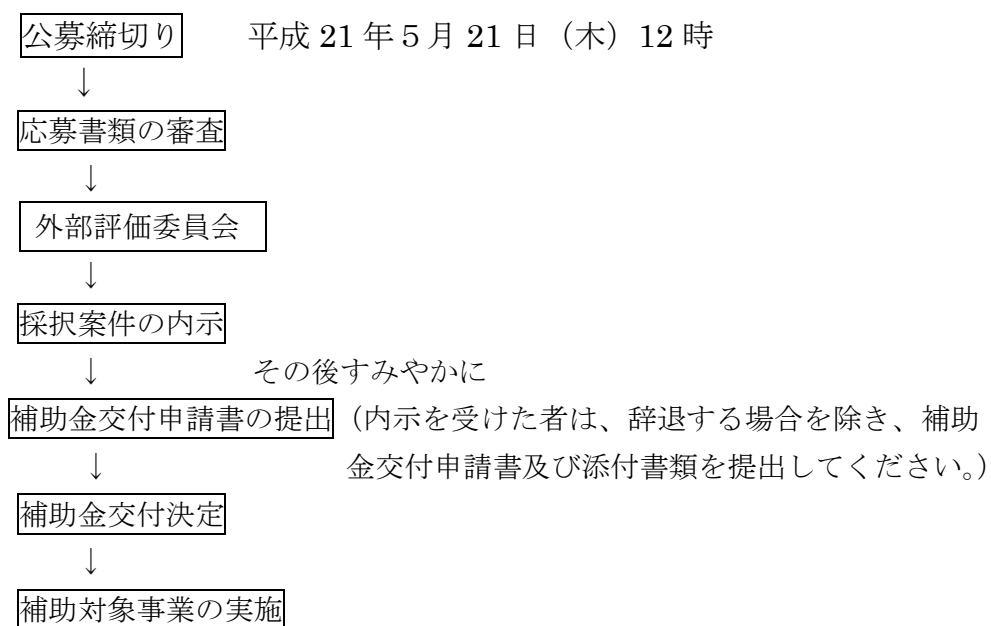 公募締切り 平成 21 年５月 21 日（木）12 時
↓
応募書類の審査
↓
外部評価委員会
↓
採択案件の内示
↓ その後すみやかに
補助金交付申請書の提出（内示を受けた者は、辞退する場合を除き、補助
↓ 金交付申請書及び添付書類を提出してください。）
補助金交付決定
↓
補助対象事業の実施